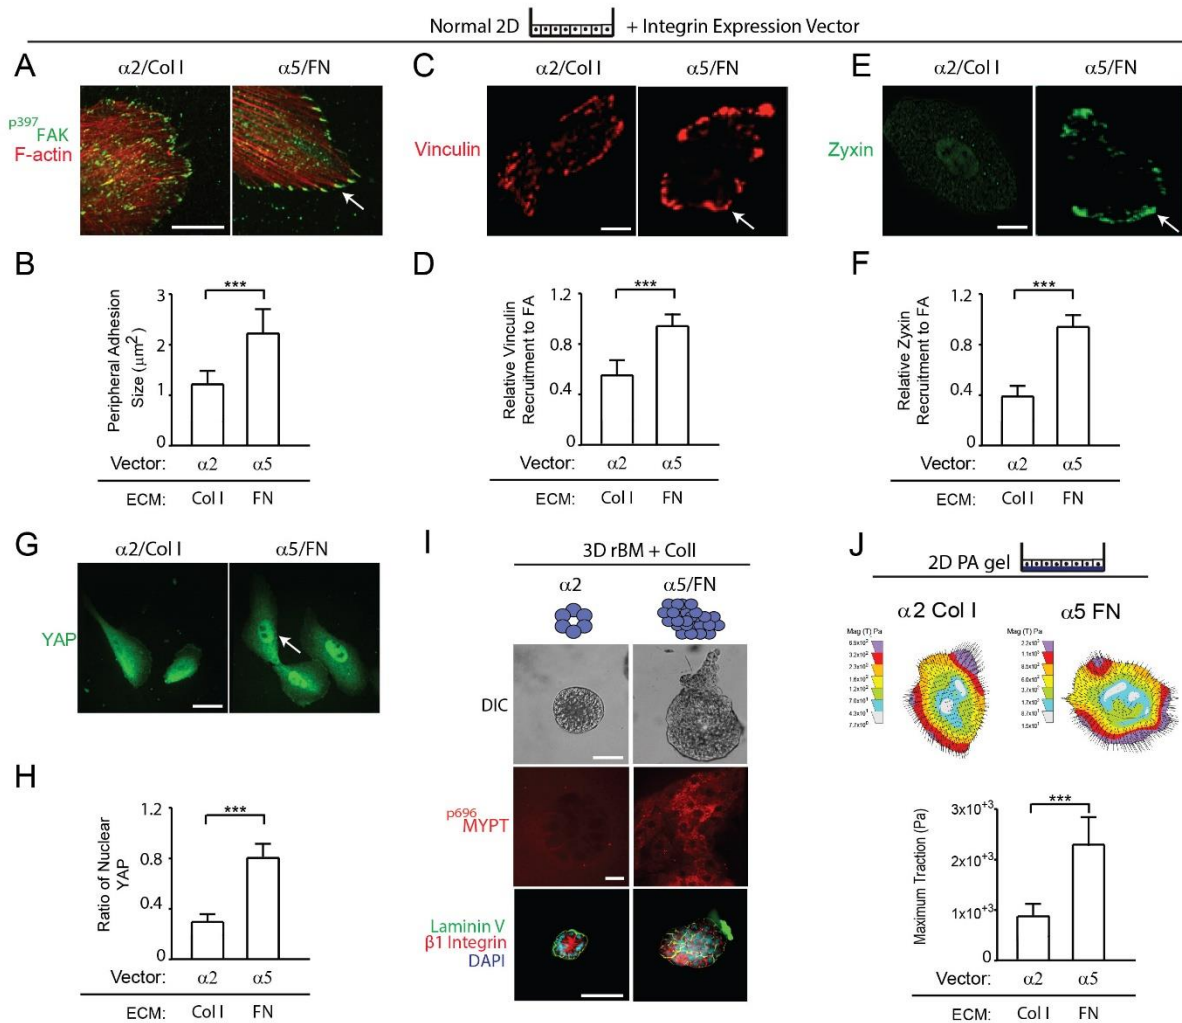 Normal 2D + Integrin Expression Vector
A
α2/Col I
α5/FN
p397FAK
F-actin
C
α2/Col I
α5/FN
Vinculin
E
α2/Col I
α5/FN
Zyxin
B
Peripheral Adhesion
Size (μm2)
3
2
1
0
***
Vector: α2 α5
ECM: Col I FN
D
Relative Vinculin
Recruitment to FA
1.2
0.8
0.4
0
***
Vector: α2 α5
ECM: Col I FN
F
Relative Zyxin
Recruitment to FA
1.2
0.8
0.4
0
***
Vector: α2 α5
ECM: Col I FN
G
α2/Col I
α5/FN
YAP
H
Ratio of Nuclear
YAP
1.2
0.8
0.4
0
***
Vector: α2 α5
ECM: Col I FN
I
3D rBM + ColI
α2
α5/FN
DIC
p696MYPT
Laminin V
β1 Integrin
DAPI
J
2D PA gel
α2 Col I
α5 FN
Mag (T) Pa
Mag (T) Pa
Maximum Traction (Pa)
3x10+3
2x10+3
1x10+3
0
***
Vector: α2 α5
ECM: Col I FN